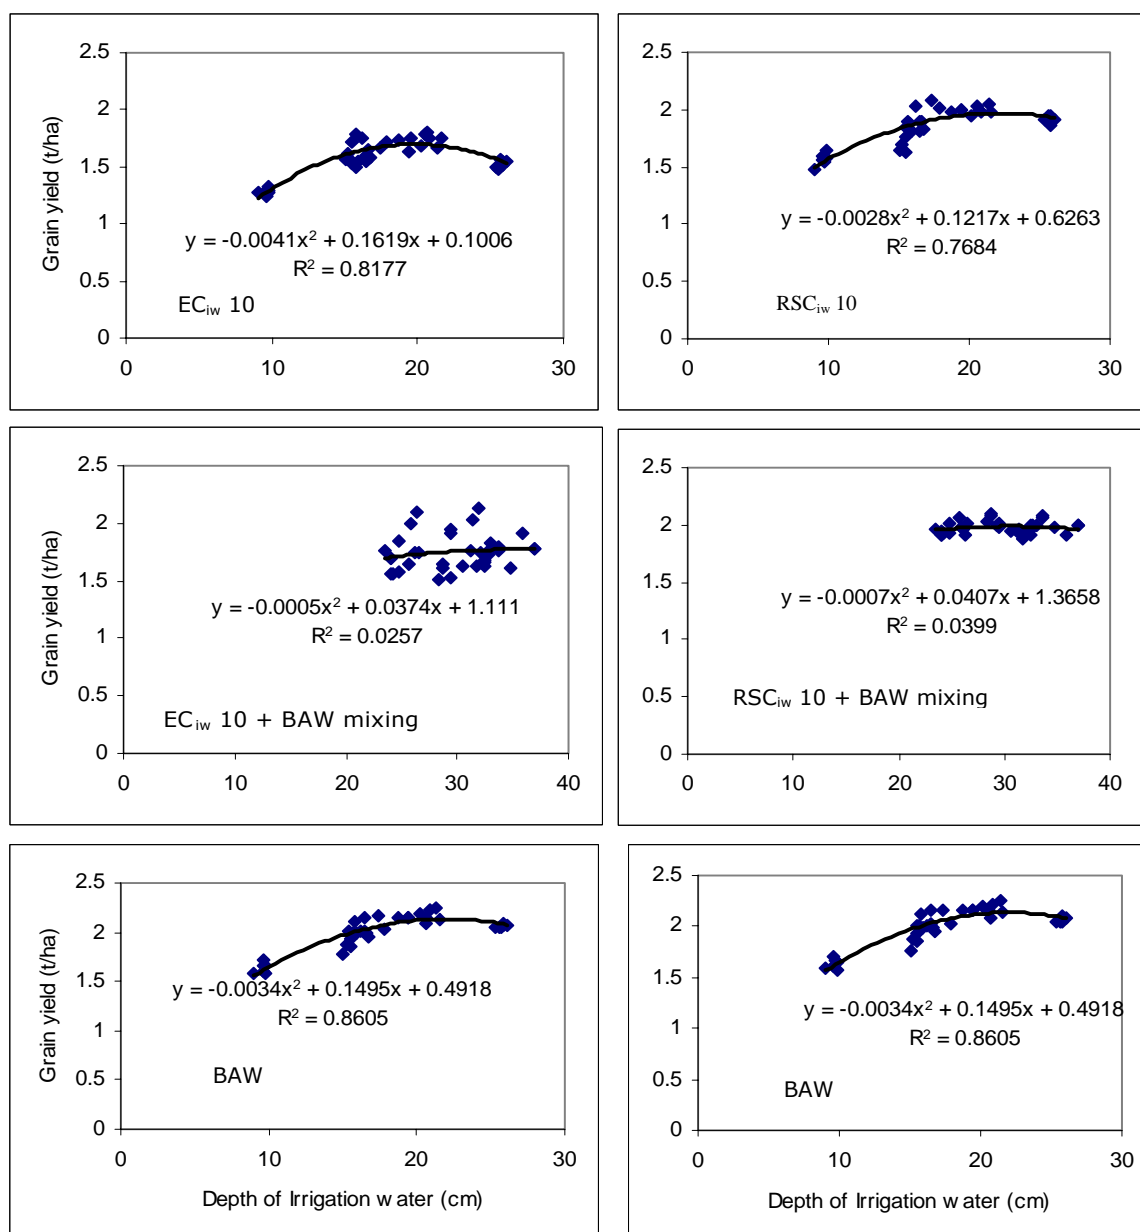 2.5
2
1.5
1
0.5
0
0 10 20 30
Grain yield (t/ha)
y = -0.0041x² + 0.1619x + 0.1006
R² = 0.8177
ECiw 10
2.5
2
1.5
1
0.5
0
0 10 20 30
y = -0.0028x² + 0.1217x + 0.6263
R² = 0.7684
RSCiw 10
2.5
2
1.5
1
0.5
0
0 10 20 30 40
Grain yield (t/ha)
y = -0.0005x² + 0.0374x + 1.111
R² = 0.0257
ECiw 10 + BAW mixing
2.5
2
1.5
1
0.5
0
0 10 20 30 40
y = -0.0007x² + 0.0407x + 1.3658
R² = 0.0399
RSCiw 10 + BAW mixing
2.5
2
1.5
1
0.5
0
0 10 20 30
Grain yield (t/ha)
y = -0.0034x² + 0.1495x + 0.4918
R² = 0.8605
BAW
Depth of Irrigation water (cm)
2.5
2
1.5
1
0.5
0
0 10 20 30
y = -0.0034x² + 0.1495x + 0.4918
R² = 0.8605
BAW
Depth of Irrigation water (cm)